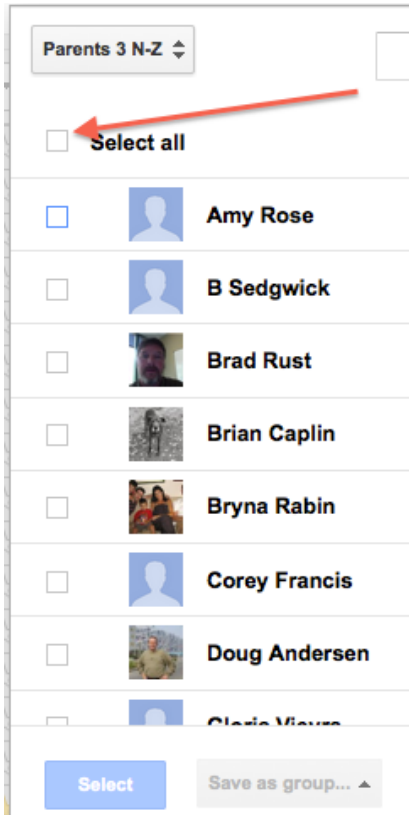 Parents 3 N-Z
Select all
Amy Rose
B Sedgwick
Brad Rust
Brian Caplin
Bryna Rabin
Corey Francis
Doug Andersen
Select
Save as group...